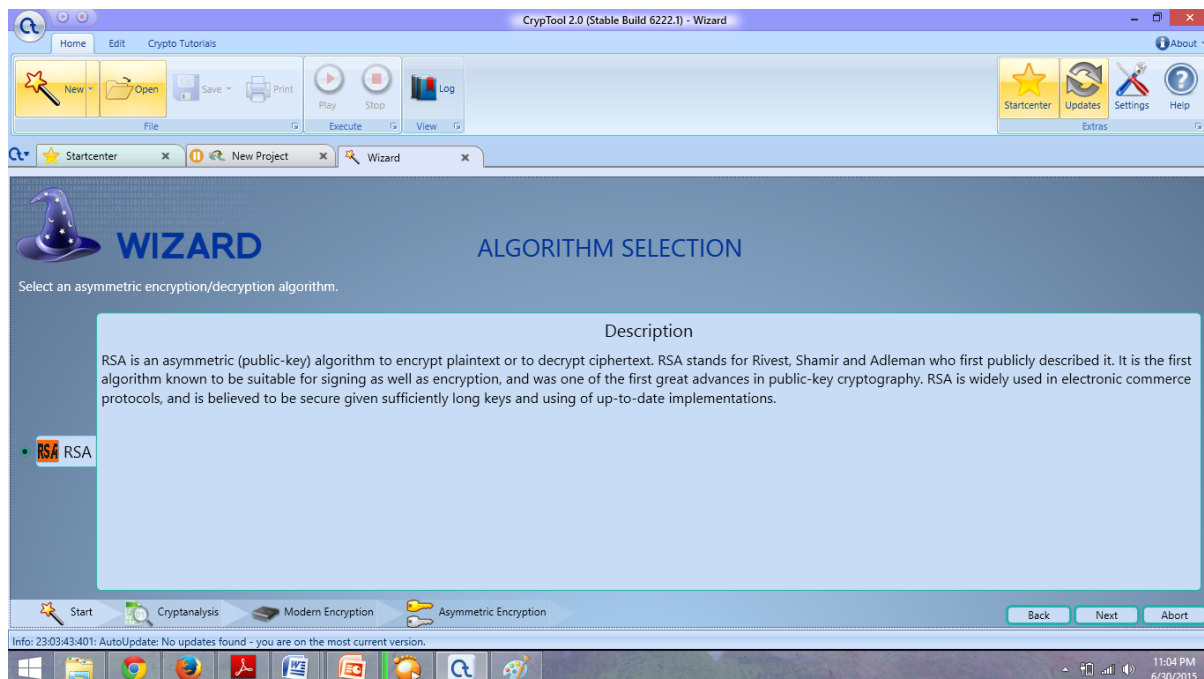 CrypTool 2.0 (Stable Build 6222.1) - Wizard
Home Edit Crypto Tutorials About
New Open Save Print Play Stop Log Startcenter Updates Settings Help
File Execute View Extras
Startcenter New Project Wizard
WIZARD ALGORITHM SELECTION
Select an asymmetric encryption/decryption algorithm.
Description
RSA is an asymmetric (public-key) algorithm to encrypt plaintext or to decrypt ciphertext. RSA stands for Rivest, Shamir and Adleman who first publicly described it. It is the first
algorithm known to be suitable for signing as well as encryption, and was one of the first great advances in public-key cryptography. RSA is widely used in electronic commerce
protocols, and is believed to be secure given sufficiently long keys and using of up-to-date implementations.
RSA RSA
Start Cryptanalysis Modern Encryption Asymmetric Encryption Back Next Abort
Info: 23:03:43:401: AutoUpdate: No updates found - you are on the most current version.
11:04 PM
6/30/2015